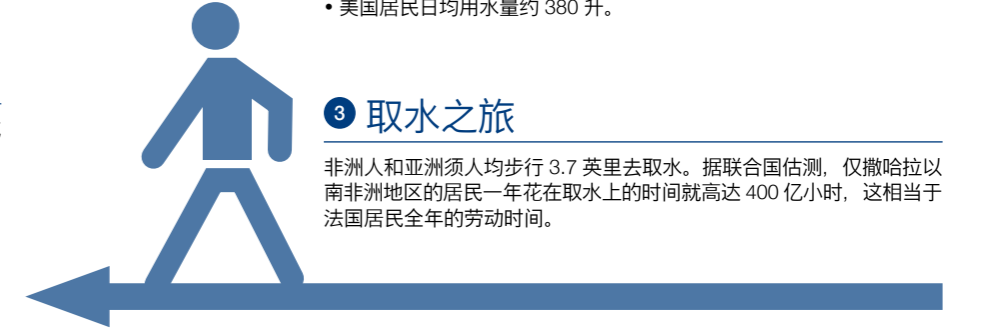 • 美国居民日均用水量约 380 升。
3 取水之旅
非洲人和亚洲须人均步行 3.7 英里去取水。据联合国估测，仅撒哈拉以
南非洲地区的居民一年花在取水上的时间就高达 400 亿小时，这相当于
法国居民全年的劳动时间。